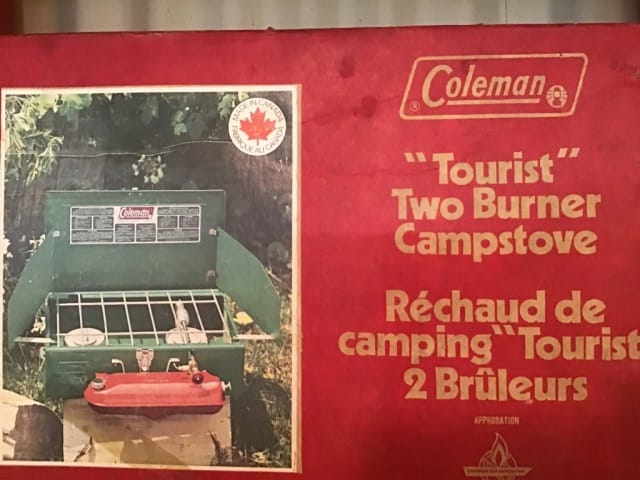 Coleman
®
"Tourist"
Two Burner
Campstove
Réchaud de
camping "Tourist
2 Brûleurs
APPROBATION
MADE IN CANADA
FABRIQUÉ AU CANADA
Coleman